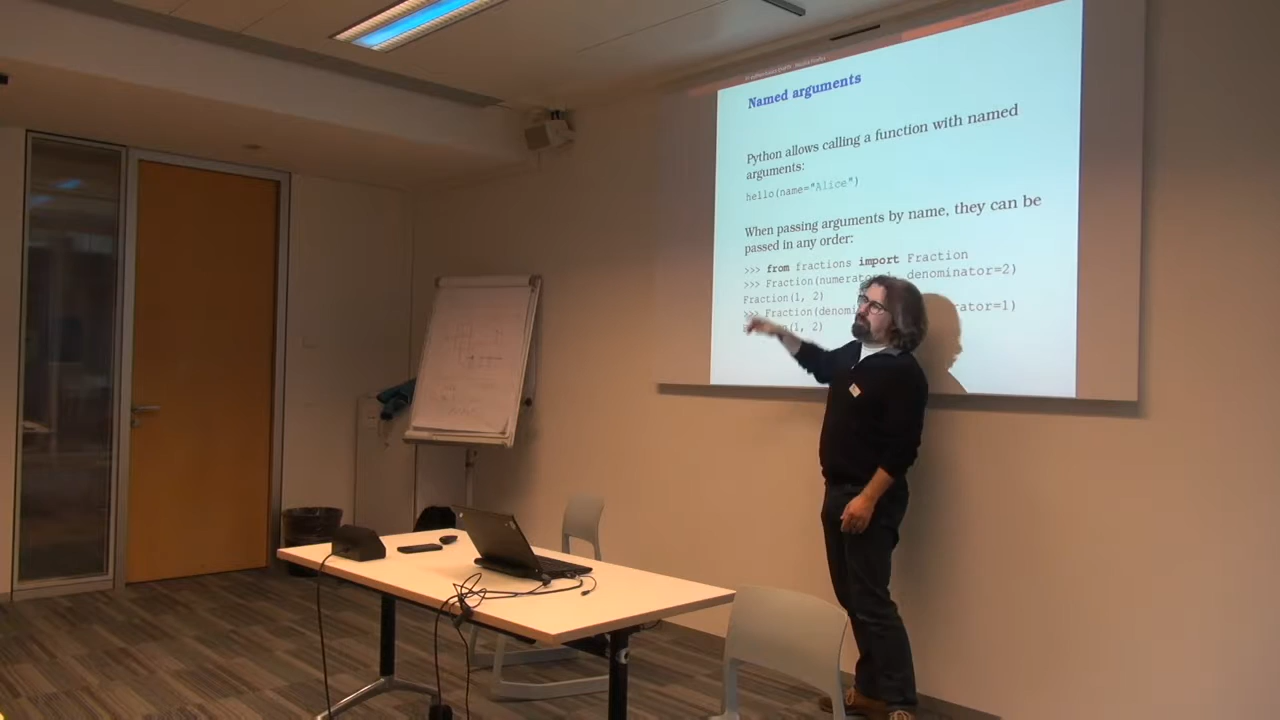 Named arguments
Python allows calling a function with named
arguments:
hello(name="Alice")
When passing arguments by name, they can be
passed in any order:
>>> from fractions import Fraction
>>> Fraction(numerator=1, denominator=2)
Fraction(1, 2)
>>> Fraction(denomi rator=1)
(1, 2)